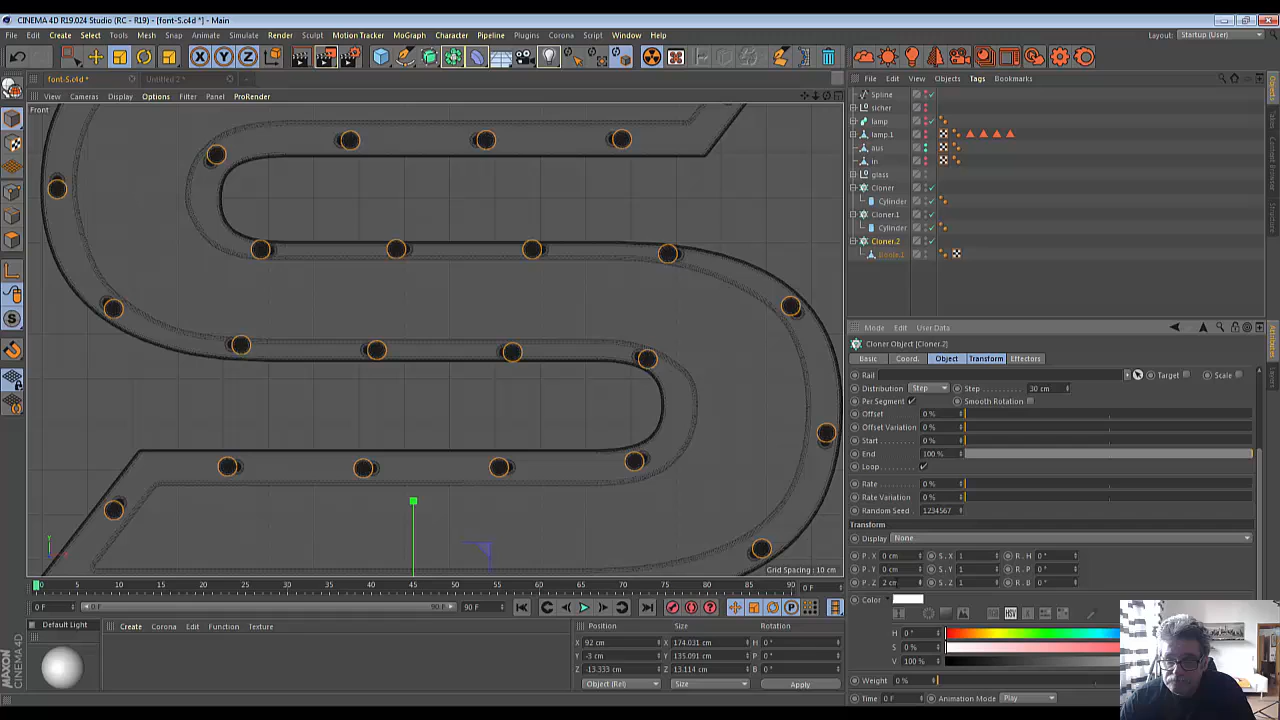 CINEMA 4D R19.024 Studio (RC - R19) - [font-S.c4d *] - Main
File Edit Create Select Tools Mesh Snap Animate Simulate Render Sculpt Motion Tracker MoGraph Character Pipeline Plugins Corona Script Window Help
Layout: Startup (User)
font-S.c4d * Untitled 2 *
File Edit View Objects Tags Bookmarks
View Cameras Display Options Filter Panel ProRender
Front
Spline
sicher
lamp
lamp.1
aus
in
glass
Cloner
Cylinder
Cloner.1
Cylinder
Cloner.2
Boole.1
Mode Edit User Data
Cloner Object [Cloner.2]
Basic Coord. Object Transform Effectors
Rail Target Scale
Distribution Step Step 30 cm
Per Segment Smooth Rotation
Offset 0 %
Offset Variation 0 %
Start 0 %
End 100 %
Loop
Rate 0 %
Rate Variation 0 %
Random Seed 1234567
Transform
Display None
P.X 0 cm S.X 1 R.H 0 °
P.Y 0 cm S.Y 1 R.P 0 °
P.Z 2 cm S.Z 1 R.B 0 °
Color
H 0 °
S 0 %
V 100 %
Weight 0 %
Time : 0 F Animation Mode Play
Grid Spacing : 10 cm
0 10 20 30 40 50 60 70 80 90 0 F
0 F 0 F 90 F 90 F
Default Light
Create Corona Edit Function Texture
Position Size Rotation
X 92 cm X 174.031 cm H 0 °
Y -3 cm Y 135.091 cm P 0 °
Z -13.333 cm Z 13.114 cm B 0 °
Object (Rel) Size Apply
MAXON CINEMA 4D
Objects
Attributes
Layers